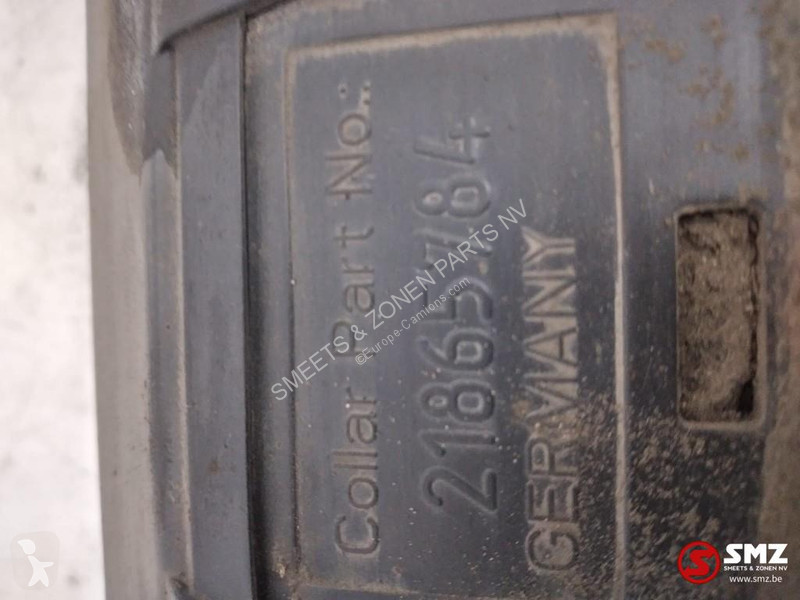 Collar Part No.:
21865784
GERMANY
SMEETS & ZONEN PARTS NV
©Europe-Camions.com
SMZ
SMEETS & ZONEN NV
www.smz.be